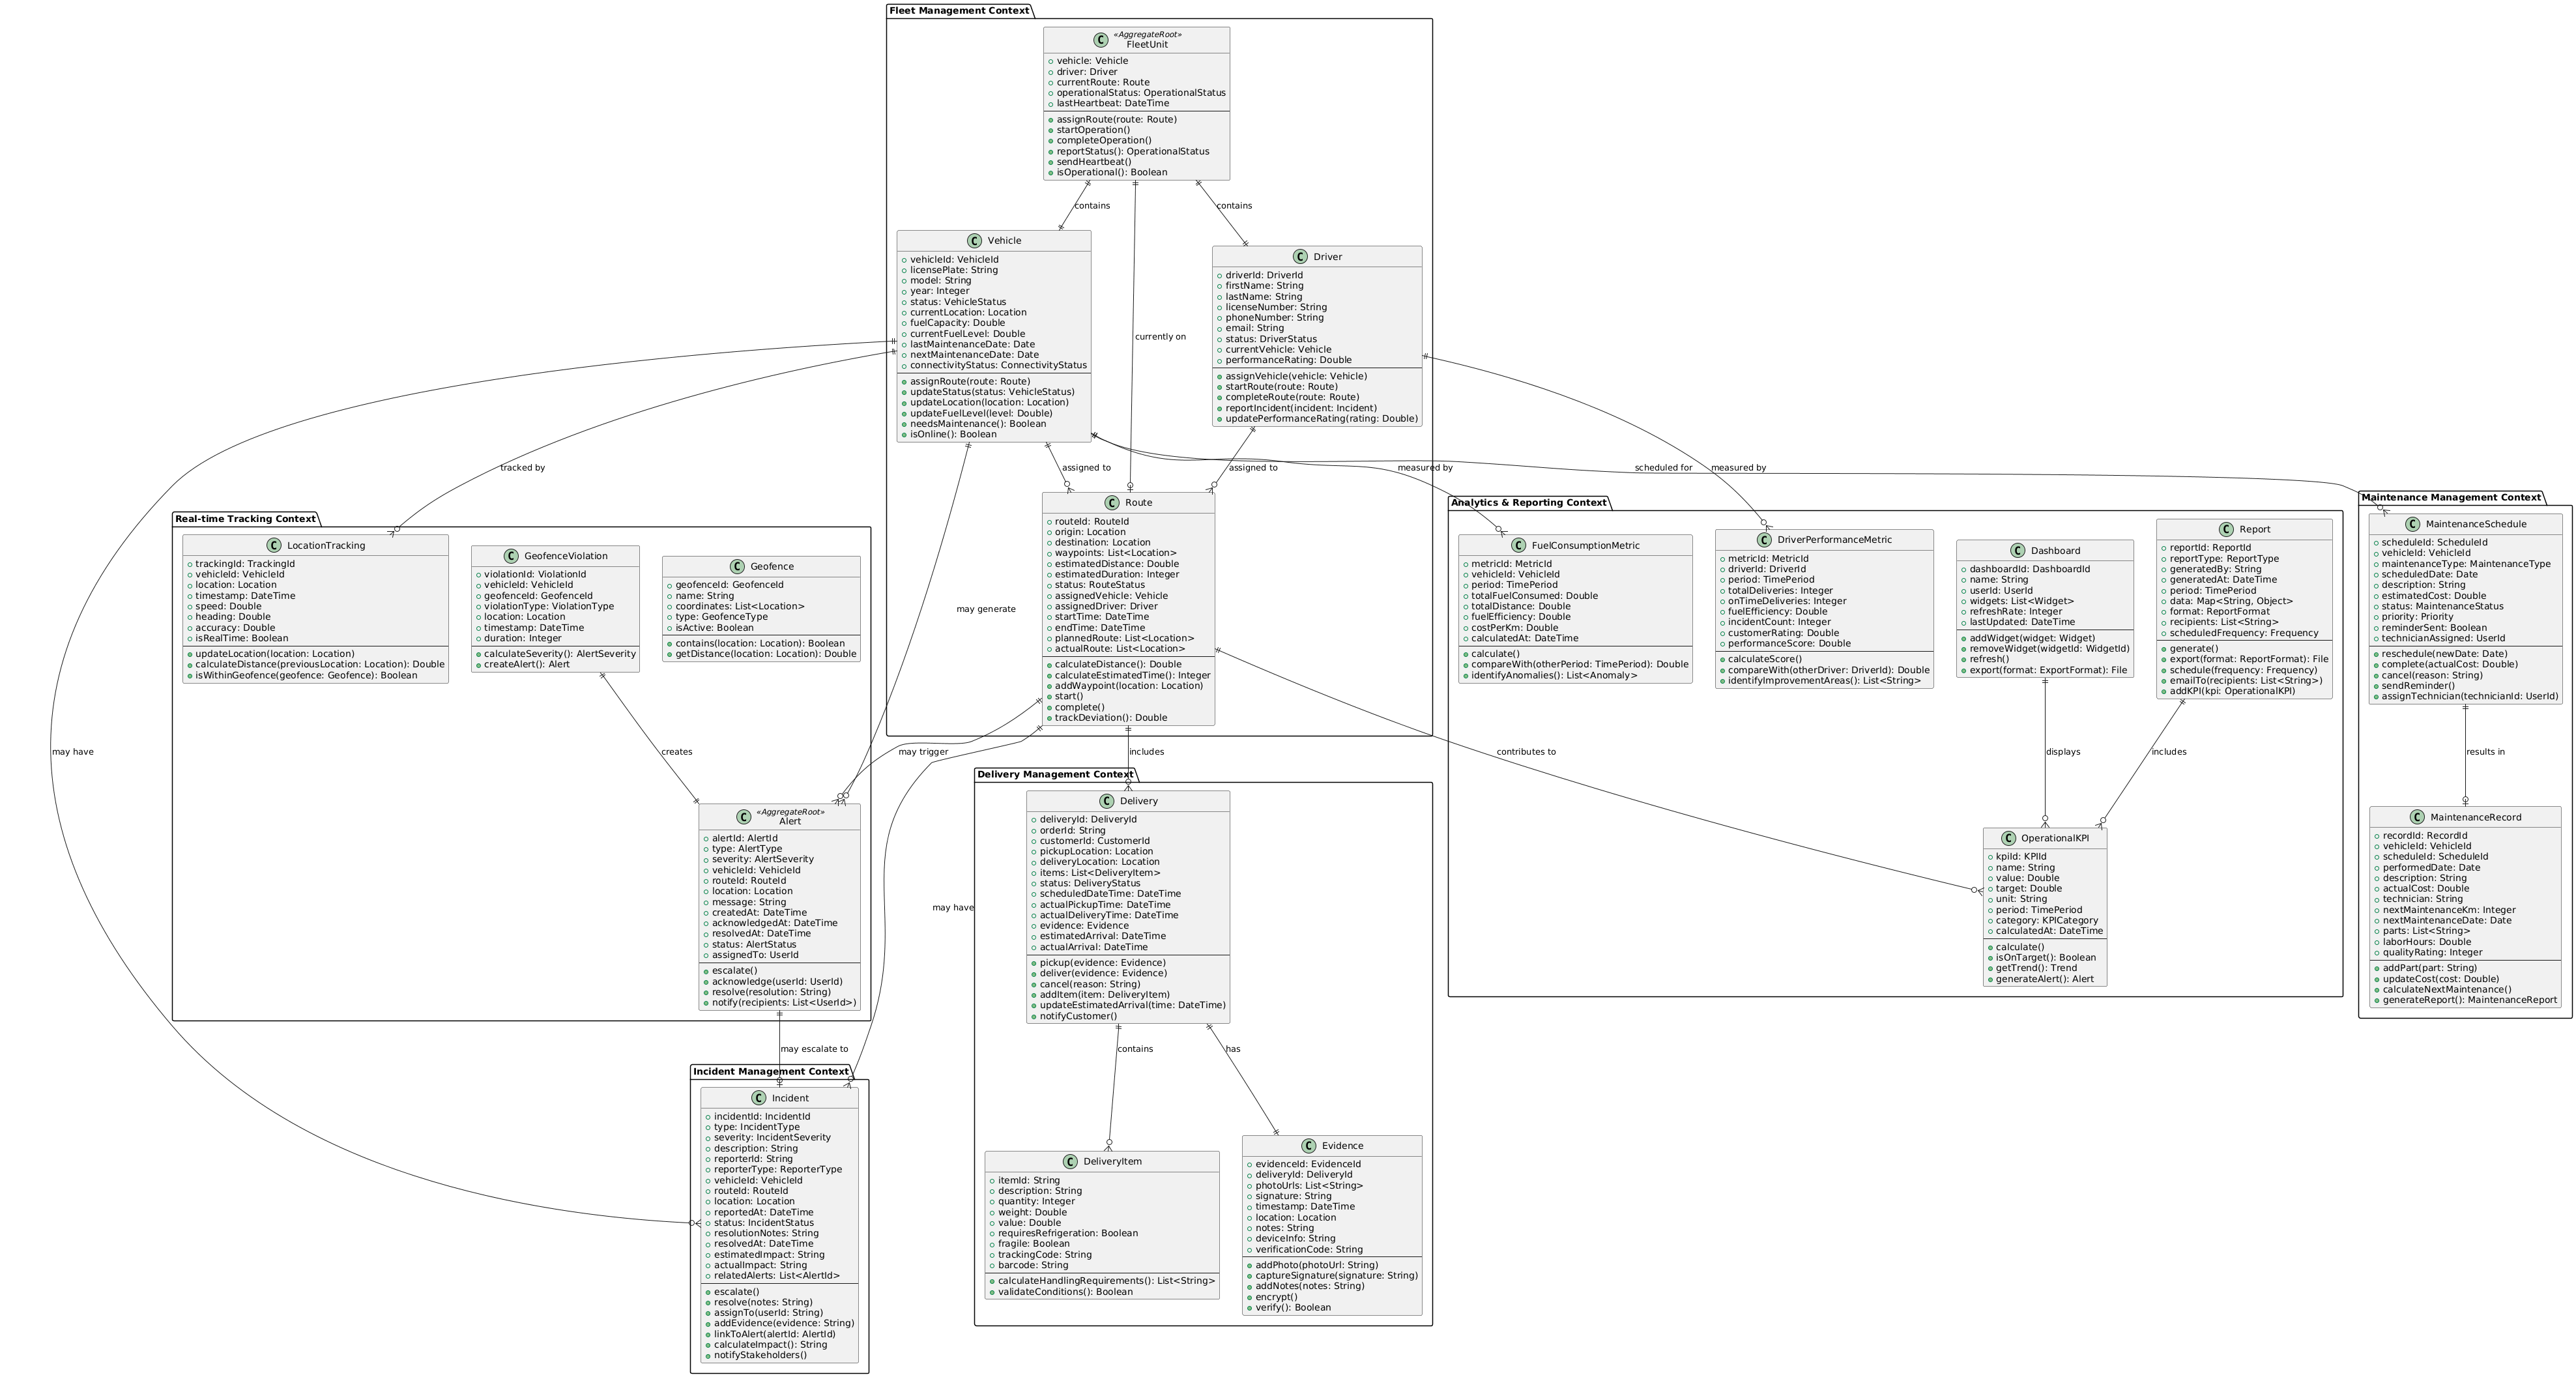 Fleet Management Context
C
«AggregateRoot»
FleetUnit
vehicle: Vehicle
driver: Driver
currentRoute: Route
operationalStatus: OperationalStatus
lastHeartbeat: DateTime
assignRoute(route: Route)
startOperation()
completeOperation()
reportStatus(): OperationalStatus
sendHeartbeat()
isOperational(): Boolean
contains
contains
currently on
C Vehicle
vehicleId: VehicleId
licensePlate: String
model: String
year: Integer
status: VehicleStatus
currentLocation: Location
fuelCapacity: Double
currentFuelLevel: Double
lastMaintenanceDate: Date
nextMaintenanceDate: Date
connectivityStatus: ConnectivityStatus
assignRoute(route: Route)
updateStatus(status: VehicleStatus)
updateLocation(location: Location)
updateFuelLevel(level: Double)
needsMaintenance(): Boolean
isOnline(): Boolean
C Driver
driverId: DriverId
firstName: String
lastName: String
licenseNumber: String
phoneNumber: String
email: String
status: DriverStatus
currentVehicle: Vehicle
performanceRating: Double
assignVehicle(vehicle: Vehicle)
startRoute(route: Route)
completeRoute(route: Route)
reportIncident(incident: Incident)
updatePerformanceRating(rating: Double)
tracked by
assigned to
assigned to
measured by
scheduled for
measured by
C Route
routeId: RouteId
origin: Location
destination: Location
waypoints: List<Location>
estimatedDistance: Double
estimatedDuration: Integer
status: RouteStatus
assignedVehicle: Vehicle
assignedDriver: Driver
startTime: DateTime
endTime: DateTime
plannedRoute: List<Location>
actualRoute: List<Location>
calculateDistance(): Double
calculateEstimatedTime(): Integer
addWaypoint(location: Location)
start()
complete()
trackDeviation(): Double
Real-time Tracking Context
C LocationTracking
trackingId: TrackingId
vehicleId: VehicleId
location: Location
timestamp: DateTime
speed: Double
heading: Double
accuracy: Double
isRealTime: Boolean
updateLocation(location: Location)
calculateDistance(previousLocation: Location): Double
isWithinGeofence(geofence: Geofence): Boolean
C GeofenceViolation
violationId: ViolationId
vehicleId: VehicleId
geofenceId: GeofenceId
violationType: ViolationType
location: Location
timestamp: DateTime
duration: Integer
calculateSeverity(): AlertSeverity
createAlert(): Alert
C Geofence
geofenceId: GeofenceId
name: String
coordinates: List<Location>
type: GeofenceType
isActive: Boolean
contains(location: Location): Boolean
getDistance(location: Location): Double
may generate
Analytics & Reporting Context
C FuelConsumptionMetric
metricId: MetricId
vehicleId: VehicleId
period: TimePeriod
totalFuelConsumed: Double
totalDistance: Double
fuelEfficiency: Double
costPerKm: Double
calculatedAt: DateTime
calculate()
compareWith(otherPeriod: TimePeriod): Double
identifyAnomalies(): List<Anomaly>
C DriverPerformanceMetric
metricId: MetricId
driverId: DriverId
period: TimePeriod
totalDeliveries: Integer
onTimeDeliveries: Integer
fuelEfficiency: Double
incidentCount: Integer
customerRating: Double
performanceScore: Double
calculateScore()
compareWith(otherDriver: DriverId): Double
identifyImprovementAreas(): List<String>
C Dashboard
dashboardId: DashboardId
name: String
userId: UserId
widgets: List<Widget>
refreshRate: Integer
lastUpdated: DateTime
addWidget(widget: Widget)
removeWidget(widgetId: WidgetId)
refresh()
export(format: ExportFormat): File
C Report
reportId: ReportId
reportType: ReportType
generatedBy: String
generatedAt: DateTime
period: TimePeriod
data: Map<String, Object>
format: ReportFormat
recipients: List<String>
scheduledFrequency: Frequency
generate()
export(format: ReportFormat): File
schedule(frequency: Frequency)
emailTo(recipients: List<String>)
addKPI(kpi: OperationalKPI)
Maintenance Management Context
C MaintenanceSchedule
scheduleId: ScheduleId
vehicleId: VehicleId
maintenanceType: MaintenanceType
scheduledDate: Date
description: String
estimatedCost: Double
status: MaintenanceStatus
priority: Priority
reminderSent: Boolean
technicianAssigned: UserId
reschedule(newDate: Date)
complete(actualCost: Double)
cancel(reason: String)
sendReminder()
assignTechnician(technicianId: UserId)
may have
creates
may trigger
includes
contributes to
displays
includes
results in
C
«AggregateRoot»
Alert
alertId: AlertId
type: AlertType
severity: AlertSeverity
vehicleId: VehicleId
routeId: RouteId
location: Location
message: String
createdAt: DateTime
acknowledgedAt: DateTime
resolvedAt: DateTime
status: AlertStatus
assignedTo: UserId
escalate()
acknowledge(userId: UserId)
resolve(resolution: String)
notify(recipients: List<UserId>)
may have
Delivery Management Context
C Delivery
deliveryId: DeliveryId
orderId: String
customerId: CustomerId
pickupLocation: Location
deliveryLocation: Location
items: List<DeliveryItem>
status: DeliveryStatus
scheduledDateTime: DateTime
actualPickupTime: DateTime
actualDeliveryTime: DateTime
evidence: Evidence
estimatedArrival: DateTime
actualArrival: DateTime
pickup(evidence: Evidence)
deliver(evidence: Evidence)
cancel(reason: String)
addItem(item: DeliveryItem)
updateEstimatedArrival(time: DateTime)
notifyCustomer()
C OperationalKPI
kpiId: KPIId
name: String
value: Double
target: Double
unit: String
period: TimePeriod
category: KPICategory
calculatedAt: DateTime
calculate()
isOnTarget(): Boolean
getTrend(): Trend
generateAlert(): Alert
C MaintenanceRecord
recordId: RecordId
vehicleId: VehicleId
scheduleId: ScheduleId
performedDate: Date
description: String
actualCost: Double
technician: String
nextMaintenanceKm: Integer
nextMaintenanceDate: Date
parts: List<String>
laborHours: Double
qualityRating: Integer
addPart(part: String)
updateCost(cost: Double)
calculateNextMaintenance()
generateReport(): MaintenanceReport
may escalate to
contains
has
Incident Management Context
C Incident
incidentId: IncidentId
type: IncidentType
severity: IncidentSeverity
description: String
reporterId: String
reporterType: ReporterType
vehicleId: VehicleId
routeId: RouteId
location: Location
reportedAt: DateTime
status: IncidentStatus
resolutionNotes: String
resolvedAt: DateTime
estimatedImpact: String
actualImpact: String
relatedAlerts: List<AlertId>
escalate()
resolve(notes: String)
assignTo(userId: String)
addEvidence(evidence: String)
linkToAlert(alertId: AlertId)
calculateImpact(): String
notifyStakeholders()
C DeliveryItem
itemId: String
description: String
quantity: Integer
weight: Double
value: Double
requiresRefrigeration: Boolean
fragile: Boolean
trackingCode: String
barcode: String
calculateHandlingRequirements(): List<String>
validateConditions(): Boolean
C Evidence
evidenceId: EvidenceId
deliveryId: DeliveryId
photoUrls: List<String>
signature: String
timestamp: DateTime
location: Location
notes: String
deviceInfo: String
verificationCode: String
addPhoto(photoUrl: String)
captureSignature(signature: String)
addNotes(notes: String)
encrypt()
verify(): Boolean